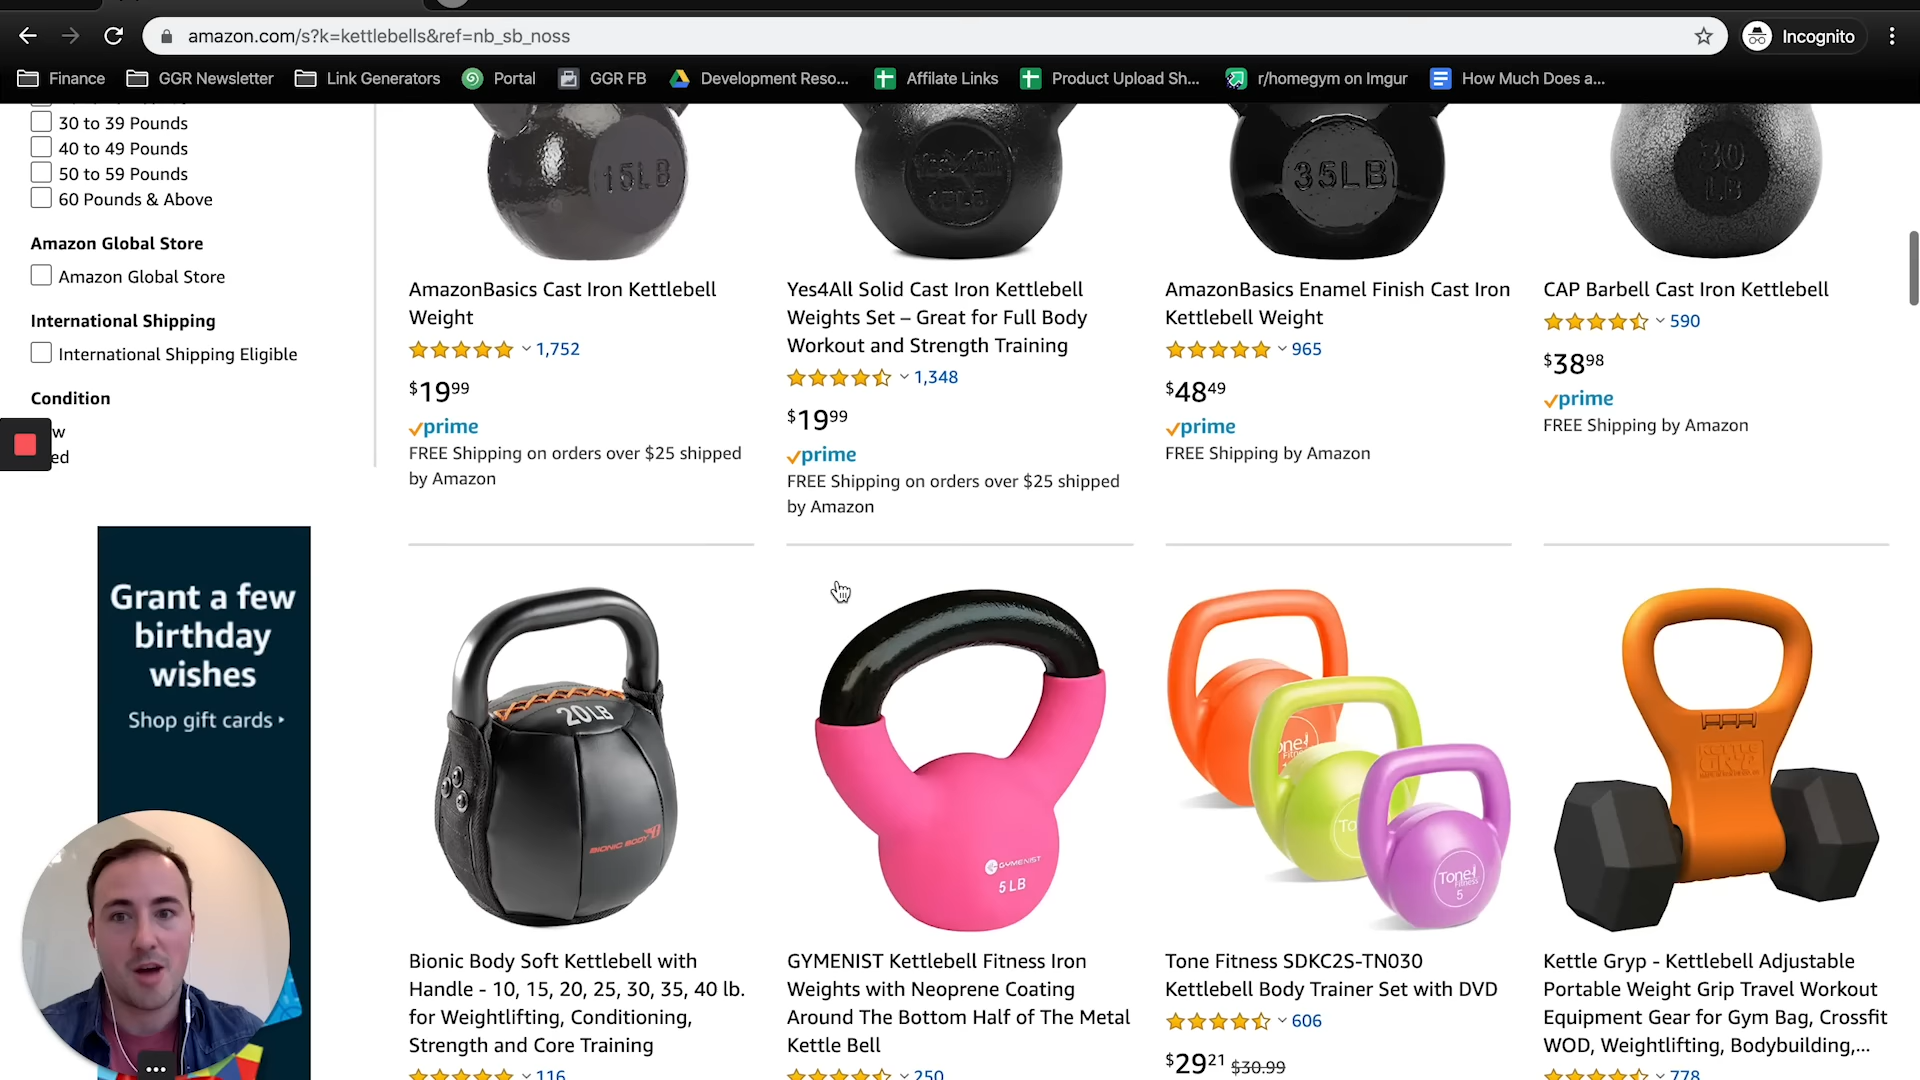 amazon.com/s?k=kettlebells&ref=nb_sb_noss
Incognito
Finance
GGR Newsletter
Link Generators
Portal
GGR FB
Development Reso...
Affilate Links
Product Upload Sh...
r/homegym on Imgur
How Much Does a...
30 to 39 Pounds
40 to 49 Pounds
50 to 59 Pounds
60 Pounds & Above
Amazon Global Store
Amazon Global Store
International Shipping
International Shipping Eligible
Condition
w
ed
Grant a few
birthday
wishes
Shop gift cards
15LB
35LB
30
LB
AmazonBasics Cast Iron Kettlebell
Weight
1,752
$1999
prime
FREE Shipping on orders over $25 shipped
by Amazon
Yes4All Solid Cast Iron Kettlebell
Weights Set – Great for Full Body
Workout and Strength Training
1,348
$1999
prime
FREE Shipping on orders over $25 shipped
by Amazon
AmazonBasics Enamel Finish Cast Iron
Kettlebell Weight
965
$4849
prime
FREE Shipping by Amazon
CAP Barbell Cast Iron Kettlebell
590
$3898
prime
FREE Shipping by Amazon
20LB
BIONIC BODY
GYMENIST
5 LB
Tone
Fitness
5
KETTLE
GRYP
Bionic Body Soft Kettlebell with
Handle - 10, 15, 20, 25, 30, 35, 40 lb.
for Weightlifting, Conditioning,
Strength and Core Training
116
GYMENIST Kettlebell Fitness Iron
Weights with Neoprene Coating
Around The Bottom Half of The Metal
Kettle Bell
250
Tone Fitness SDKC2S-TN030
Kettlebell Body Trainer Set with DVD
606
$2921 $30.99
Kettle Gryp - Kettlebell Adjustable
Portable Weight Grip Travel Workout
Equipment Gear for Gym Bag, Crossfit
WOD, Weightlifting, Bodybuilding,...
778